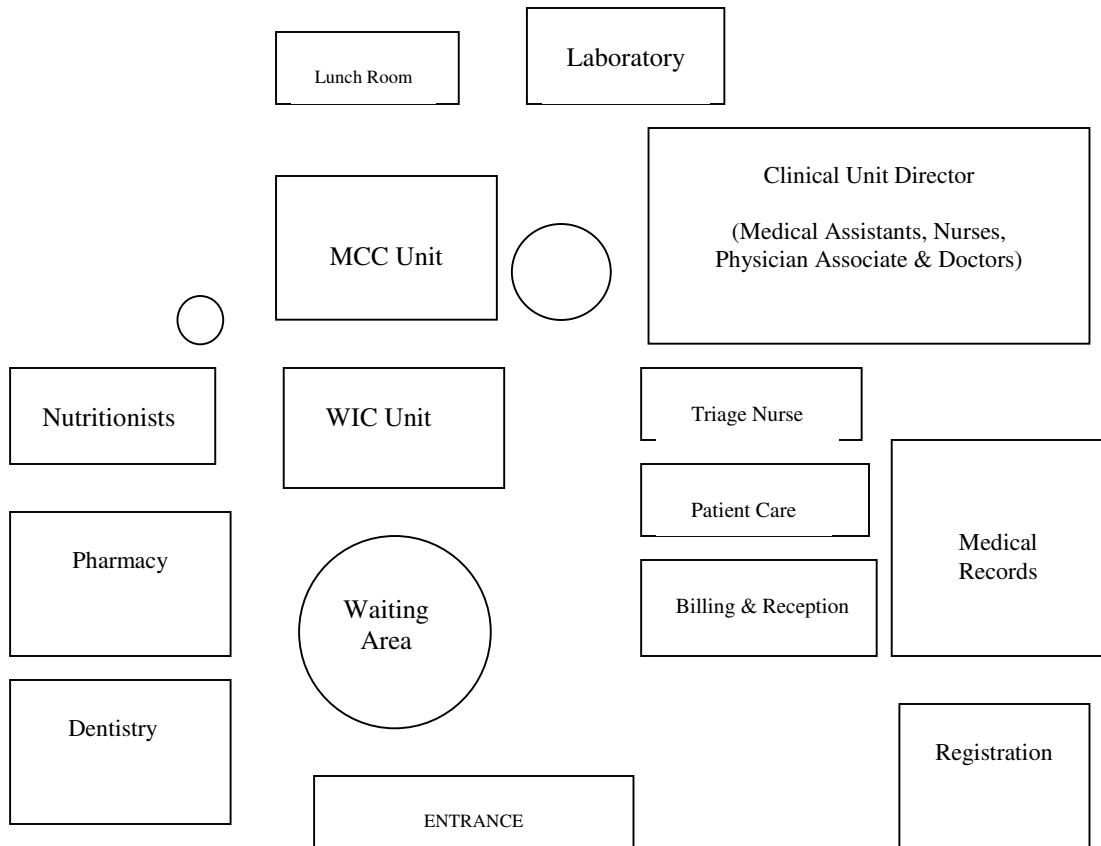 Laboratory
Lunch Room
Clinical Unit Director
(Medical Assistants, Nurses,
Physician Associate & Doctors)
MCC Unit
Nutritionists
WIC Unit
Triage Nurse
Patient Care
Pharmacy
Medical
Records
Waiting
Area
Billing & Reception
Dentistry
Registration
ENTRANCE